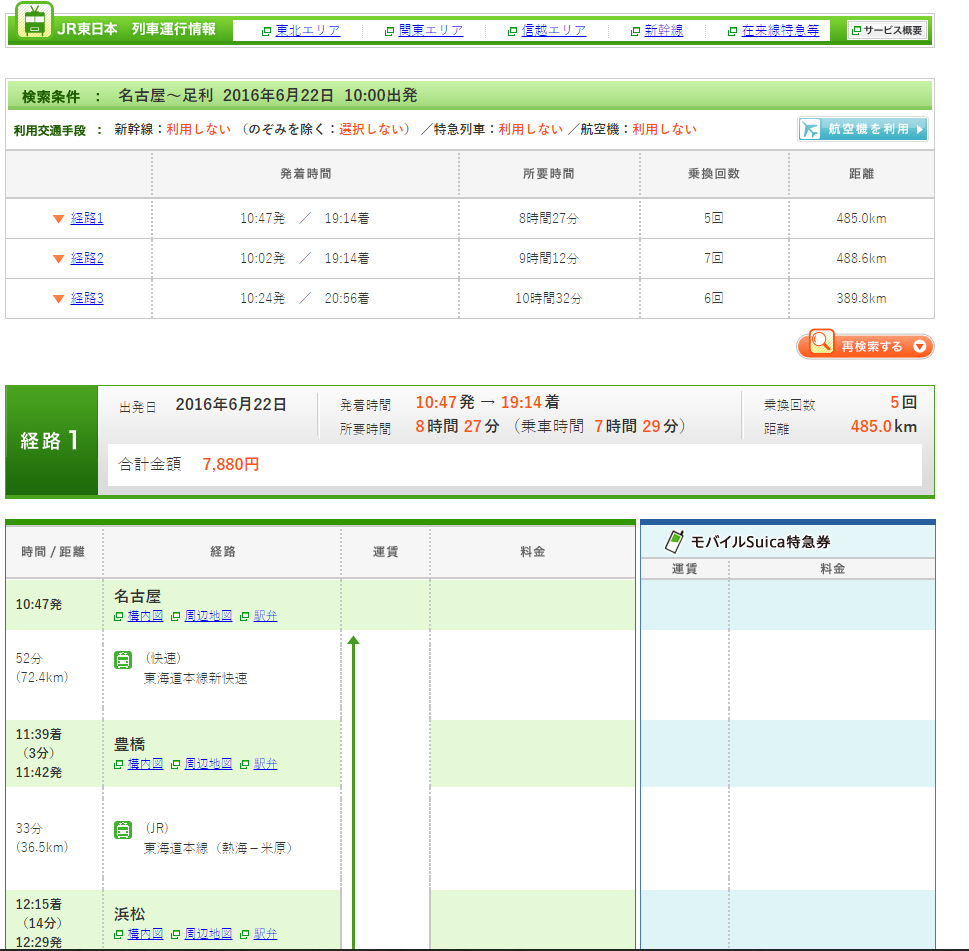 JR東日本 列車運行情報
東北エリア 関東エリア 信越エリア 新幹線 在来線特急等 サービス概要
検索条件 ： 名古屋～足利 2016年6月22日 10:00出発
利用交通手段 ： 新幹線：利用しない （のぞみを除く：選択しない） ／特急列車：利用しない ／航空機：利用しない 航空機を利用
発着時間 所要時間 乗換回数 距離
▼ 経路1 10:47発 ／ 19:14着 8時間27分 5回 485.0km
▼ 経路2 10:02発 ／ 19:14着 9時間12分 7回 488.6km
▼ 経路3 10:24発 ／ 20:56着 10時間32分 6回 389.8km
再検索する
経路1
出発日 2016年6月22日
発着時間 10:47発 → 19:14着
所要時間 8時間27分 （乗車時間 7時間29分）
乗換回数 5回
距離 485.0km
合計金額 7,880円
時間 / 距離 経路 運賃 料金
モバイルSuica特急券
運賃 料金
10:47発 名古屋
構内図 周辺地図 駅弁
52分 （快速）
(72.4km) 東海道本線新快速
11:39着
（3分） 豊橋
11:42発 構内図 周辺地図 駅弁
33分 （JR）
(36.5km) 東海道本線（熱海－米原）
12:15着
（14分） 浜松
12:29発 構内図 周辺地図 駅弁